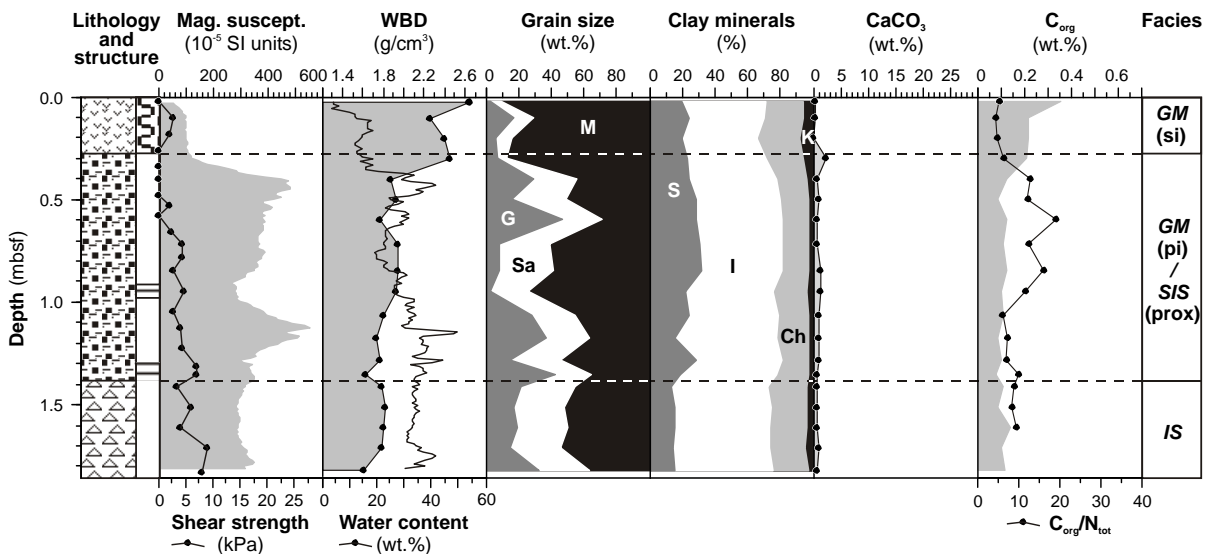 Lithology and structure
Mag. suscept.
(10⁻⁵ SI units)
WBD
(g/cm³)
Grain size
(wt.%)
Clay minerals
(%)
CaCO₃
(wt.%)
C_org
(wt.%)
Facies
0 200 400 600
1.4 1.8 2.2 2.6
0 20 40 60 80
0 20 40 60 80
0 5 10 15 20 25
0 0.2 0.4 0.6
Depth (mbsf)
0.0
0.5
1.0
1.5
M
G
Sa
S
I
Ch
K
GM
(si)
GM
(pi)
/
SIS
(prox)
IS
0 5 10 15 20 25
0 20 40 60
0 10 20 30 40
Shear strength
(kPa)
Water content
(wt.%)
C_org/N_tot